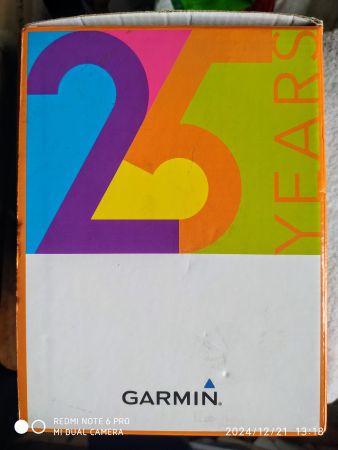 25
YEARS
GARMIN
REDMI NOTE 6 PRO
MI DUAL CAMERA
2024/12/21 13:18